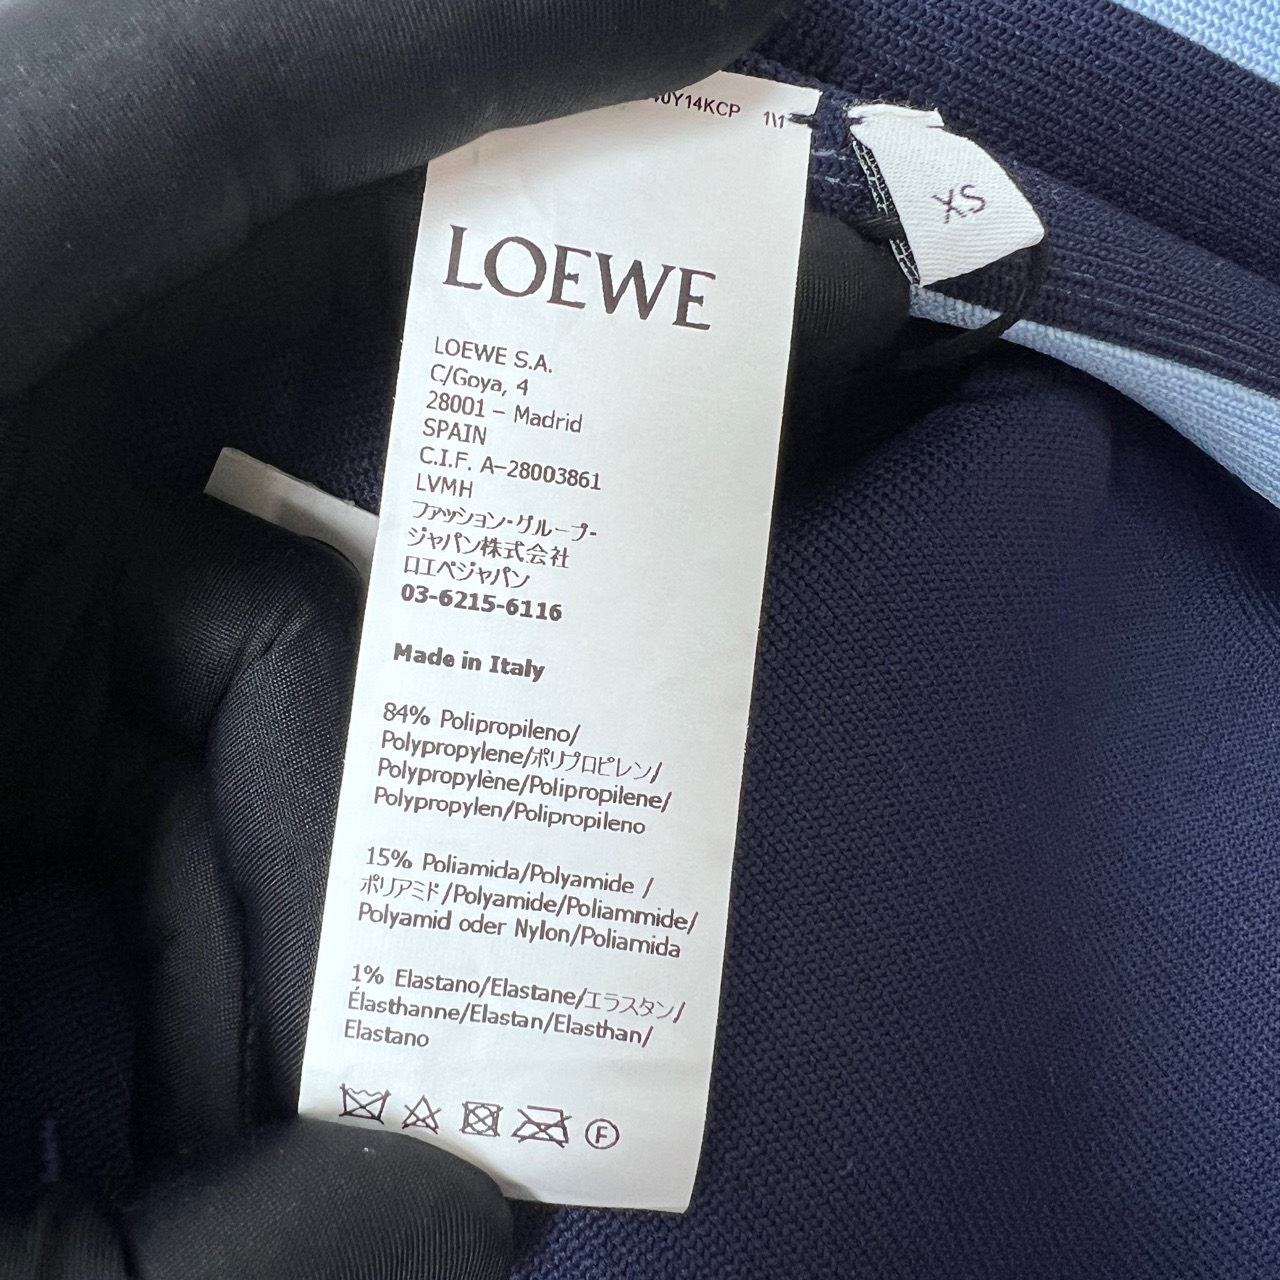 0Y14KCP 1\1
XS
LOEWE
LOEWE S.A.
C/Goya, 4
28001 – Madrid
SPAIN
C.I.F. A-28003861
LVMH
ファッション・グループ-
ジャパン株式会社
ロエベジャパン
03-6215-6116
Made in Italy
84% Polipropileno/
Polypropylene/ポリプロピレン/
Polypropylène/Polipropilene/
Polypropylen/Polipropileno
15% Poliamida/Polyamide /
ポリアミド/Polyamide/Poliammide/
Polyamid oder Nylon/Poliamida
1% Elastano/Elastane/エラスタン/
Élasthanne/Elastan/Elasthan/
Elastano
F